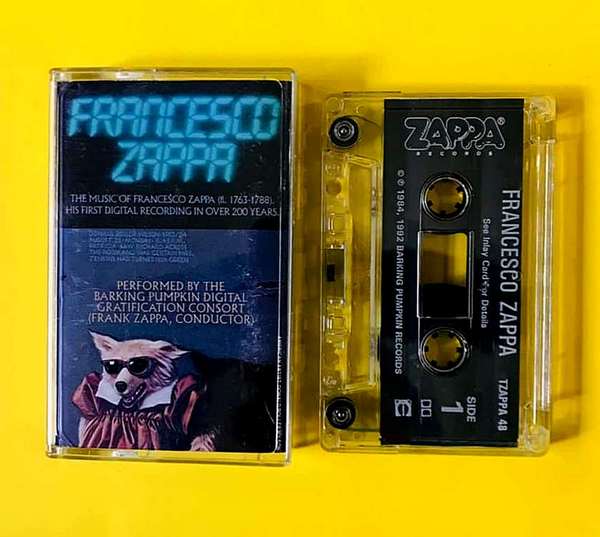 FRANCESCO
ZAPPA
THE MUSIC OF FRANCESCO ZAPPA (fl. 1763-1788).
HIS FIRST DIGITAL RECORDING IN OVER 200 YEARS.
PERFORMED BY THE
BARKING PUMPKIN DIGITAL
GRATIFICATION CONSORT
(FRANK ZAPPA, CONDUCTOR)
ZAPPA®
RECORDS
FRANCESCO ZAPPA
See Inlay Card For Details
℗ © 1984, 1992 BARKING PUMPKIN RECORDS
TZAPPA 48
SIDE
1